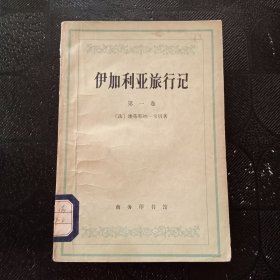 伊加利亚旅行记
第一卷
〔法〕埃蒂耶纳·卡贝著
商务印书馆